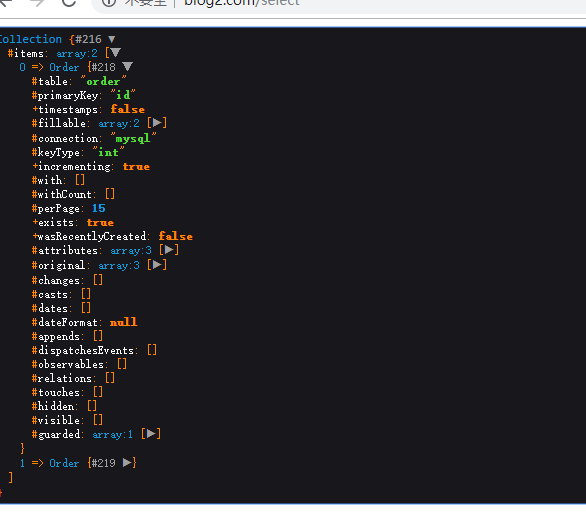 不安全 | blog2.com/select
Collection {#216 ▼
#items: array:2 [▼
0 => Order {#218 ▼
#table: "order"
#primaryKey: "id"
+timestamps: false
#fillable: array:2 [▶]
#connection: "mysql"
#keyType: "int"
+incrementing: true
#with: []
#withCount: []
#perPage: 15
+exists: true
+wasRecentlyCreated: false
#attributes: array:3 [▶]
#original: array:3 [▶]
#changes: []
#casts: []
#dates: []
#dateFormat: null
#appends: []
#dispatchesEvents: []
#observables: []
#relations: []
#touches: []
#hidden: []
#visible: []
#guarded: array:1 [▶]
}
1 => Order {#219 ▶}
]